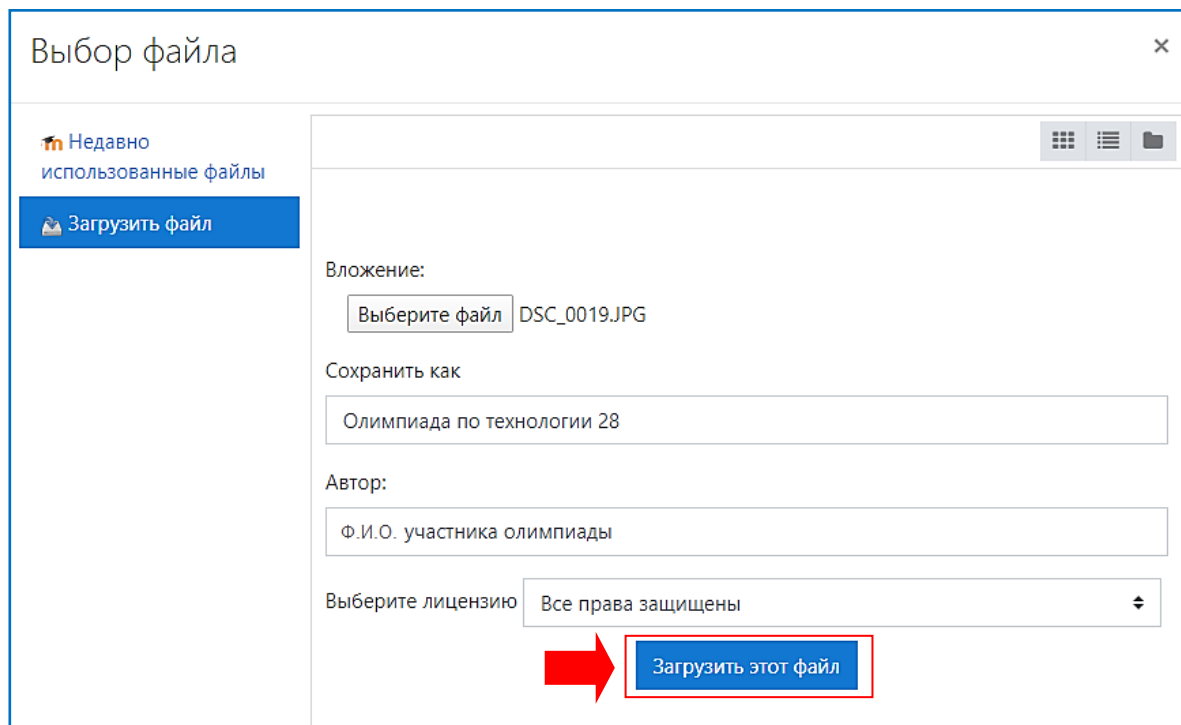 Выбор файла
×
Недавно
использованные файлы
Загрузить файл
Вложение:
Выберите файл DSC_0019.JPG
Сохранить как
Олимпиада по технологии 28
Автор:
Ф.И.О. участника олимпиады
Выберите лицензию Все права защищены
Загрузить этот файл